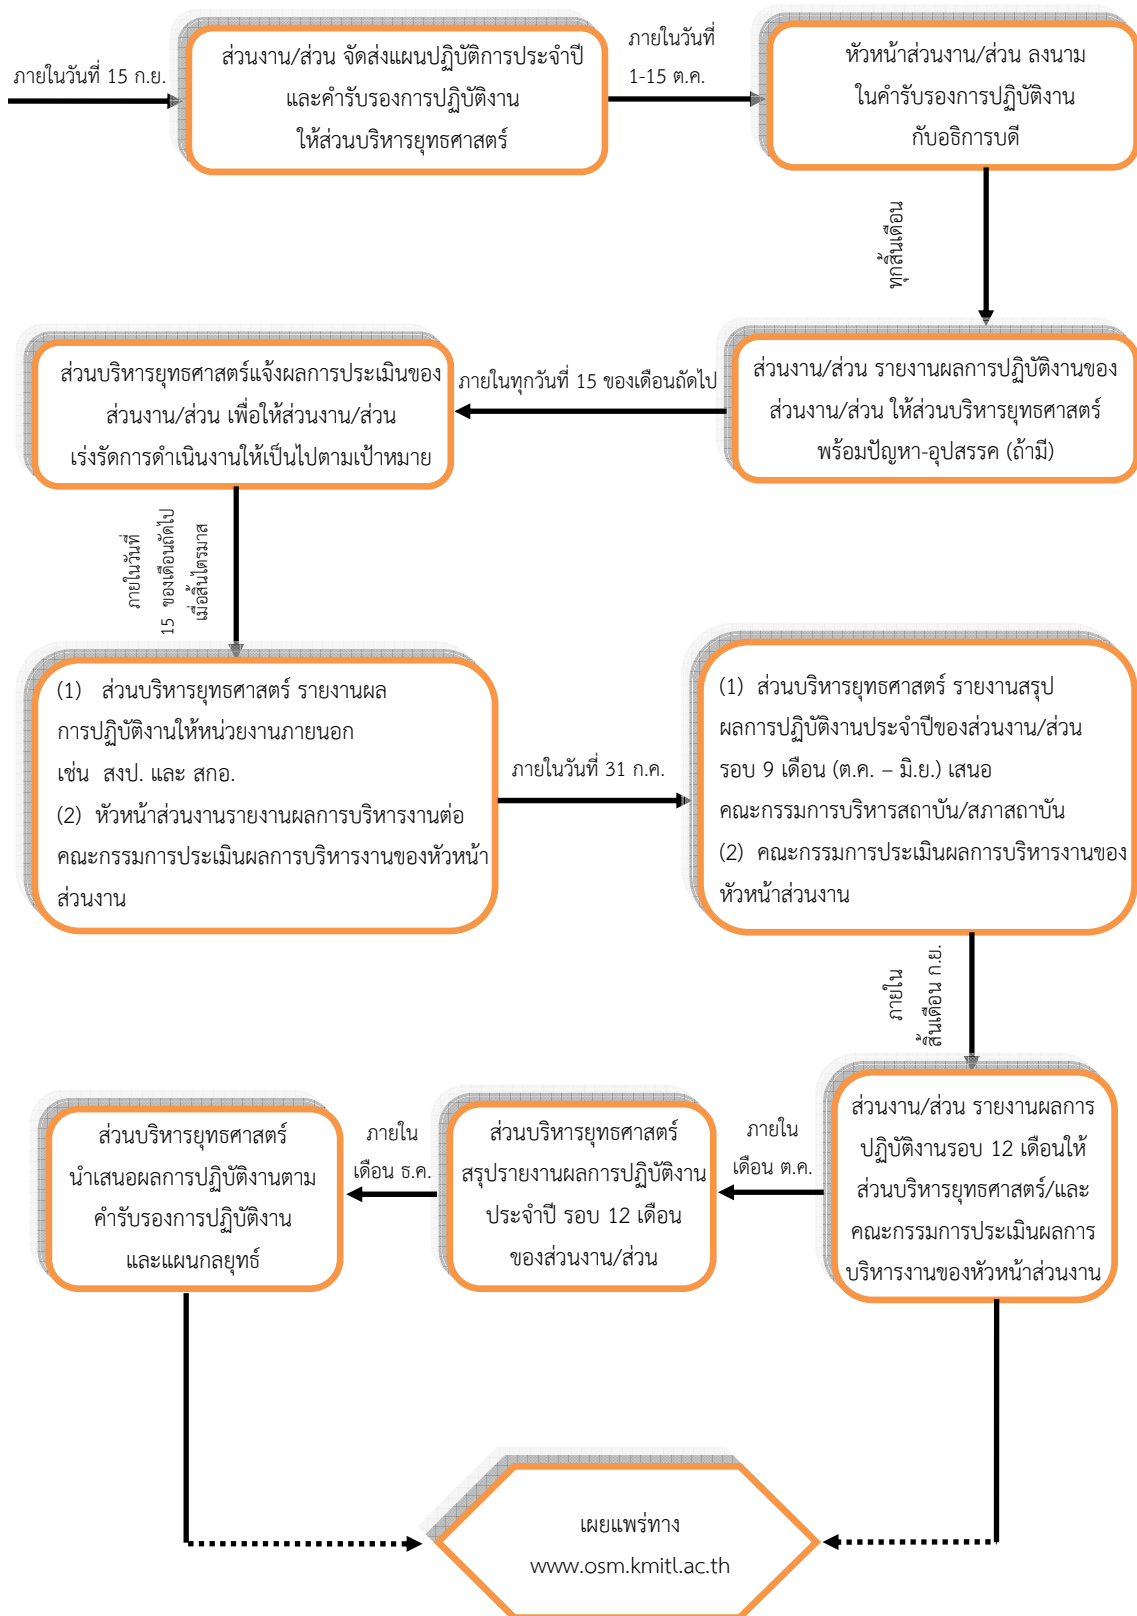 ภายในวันที่ 15 ก.ย.
ส่วนงาน/ส่วน จัดส่งแผนปฏิบัติการประจำปี
และคำรับรองการปฏิบัติงาน
ให้ส่วนบริหารยุทธศาสตร์
ภายในวันที่
1-15 ต.ค.
หัวหน้าส่วนงาน/ส่วน ลงนาม
ในคำรับรองการปฏิบัติงาน
กับอธิการบดี
ทุกสิ้นเดือน
ส่วนงาน/ส่วน รายงานผลการปฏิบัติงานของ
ส่วนงาน/ส่วน ให้ส่วนบริหารยุทธศาสตร์
พร้อมปัญหา-อุปสรรค (ถ้ามี)
ภายในทุกวันที่ 15 ของเดือนถัดไป
ส่วนบริหารยุทธศาสตร์แจ้งผลการประเมินของ
ส่วนงาน/ส่วน เพื่อให้ส่วนงาน/ส่วน
เร่งรัดการดำเนินงานให้เป็นไปตามเป้าหมาย
ภายในวันที่
15 ของเดือนถัดไป
เมื่อสิ้นไตรมาส
(1) ส่วนบริหารยุทธศาสตร์ รายงานผล
การปฏิบัติงานให้หน่วยงานภายนอก
เช่น สงป. และ สกอ.
(2) หัวหน้าส่วนงานรายงานผลการบริหารงานต่อ
คณะกรรมการประเมินผลการบริหารงานของหัวหน้า
ส่วนงาน
ภายในวันที่ 31 ก.ค.
(1) ส่วนบริหารยุทธศาสตร์ รายงานสรุป
ผลการปฏิบัติงานประจำปีของส่วนงาน/ส่วน
รอบ 9 เดือน (ต.ค. – มิ.ย.) เสนอ
คณะกรรมการบริหารสถาบัน/สภาสถาบัน
(2) คณะกรรมการประเมินผลการบริหารงานของ
หัวหน้าส่วนงาน
ภายใน
สิ้นเดือน ก.ย.
ส่วนงาน/ส่วน รายงานผลการ
ปฏิบัติงานรอบ 12 เดือนให้
ส่วนบริหารยุทธศาสตร์/และ
คณะกรรมการประเมินผลการ
บริหารงานของหัวหน้าส่วนงาน
ภายใน
เดือน ต.ค.
ส่วนบริหารยุทธศาสตร์
สรุปรายงานผลการปฏิบัติงาน
ประจำปี รอบ 12 เดือน
ของส่วนงาน/ส่วน
ภายใน
เดือน ธ.ค.
ส่วนบริหารยุทธศาสตร์
นำเสนอผลการปฏิบัติงานตาม
คำรับรองการปฏิบัติงาน
และแผนกลยุทธ์
เผยแพร่ทาง
www.osm.kmitl.ac.th